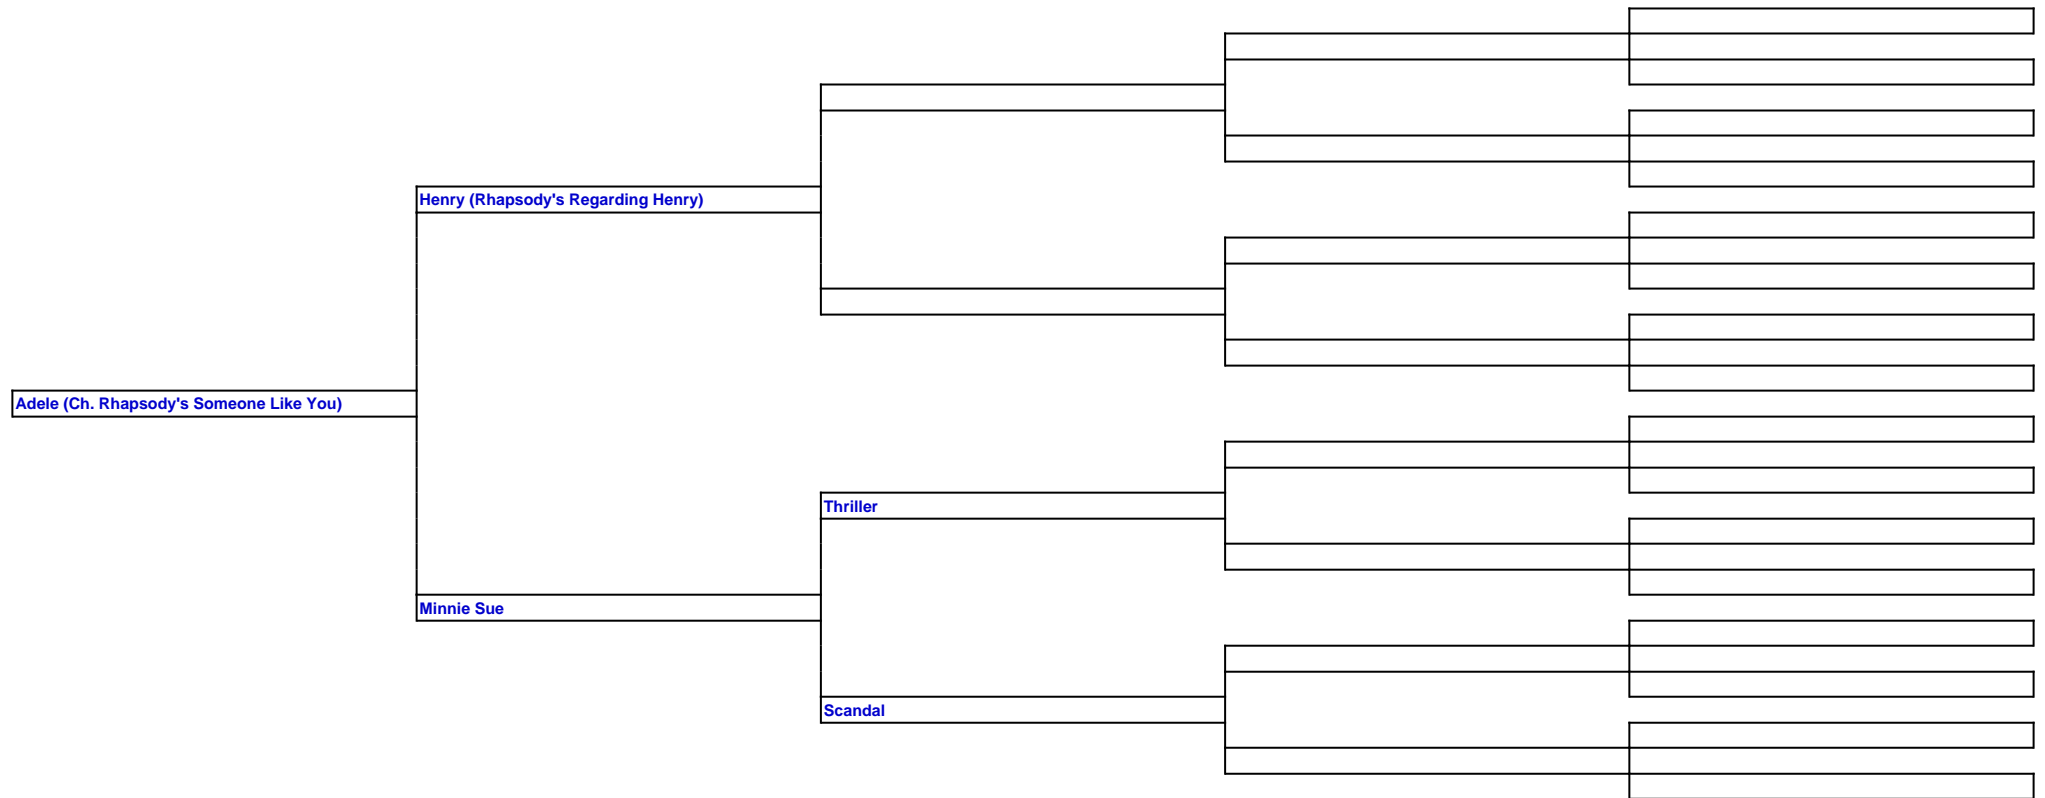 Henry (Rhapsody's Regarding Henry)
Adele (Ch. Rhapsody's Someone Like You)
Thriller
Minnie Sue
Scandal